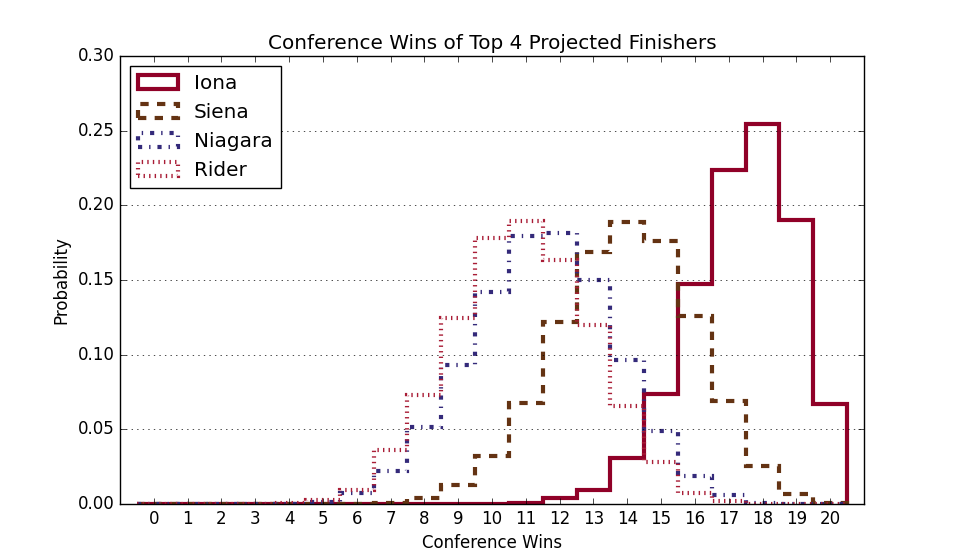 Conference Wins of Top 4 Projected Finishers
0.30
0.25
0.20
0.15
0.10
0.05
0.00
Probability
Iona
Siena
Niagara
Rider
0 1 2 3 4 5 6 7 8 9 10 11 12 13 14 15 16 17 18 19 20
Conference Wins